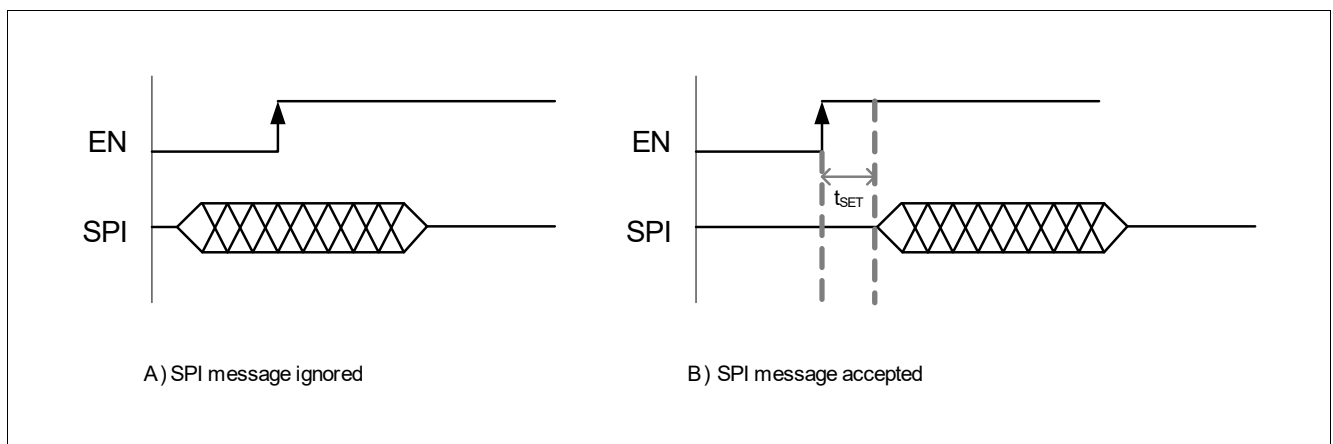 EN
SPI
A) SPI message ignored
EN
tSET
SPI
B) SPI message accepted